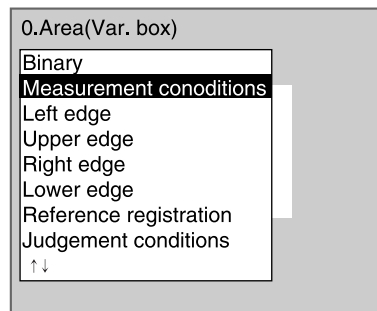 0.Area(Var. box)
Binary
Measurement conoditions
Left edge
Upper edge
Right edge
Lower edge
Reference registration
Judgement conditions
↑↓